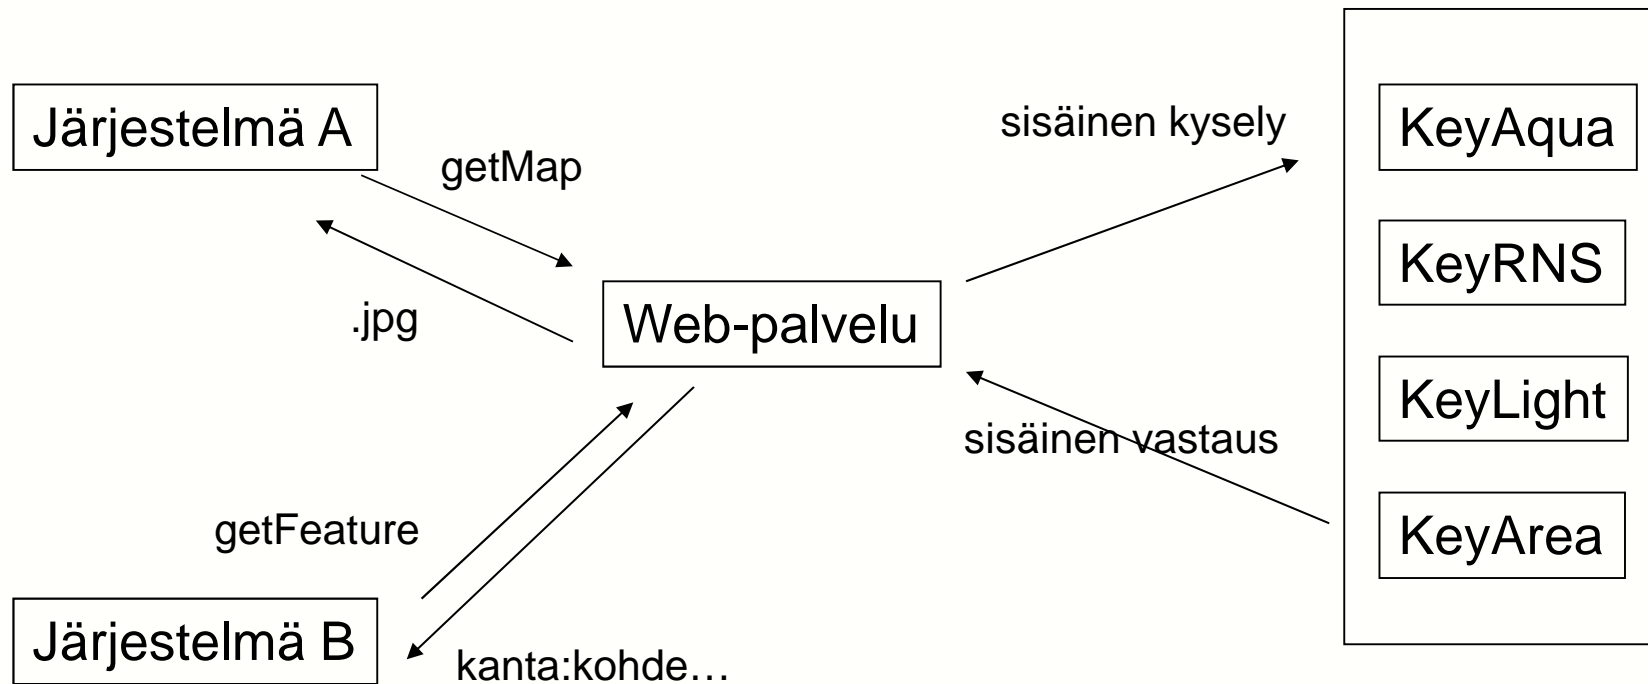 Järjestelmä A
getMap
.jpg
Web-palvelu
getFeature
Järjestelmä B
kanta:kohde…
sisäinen kysely
sisäinen vastaus
KeyAqua
KeyRNS
KeyLight
KeyArea